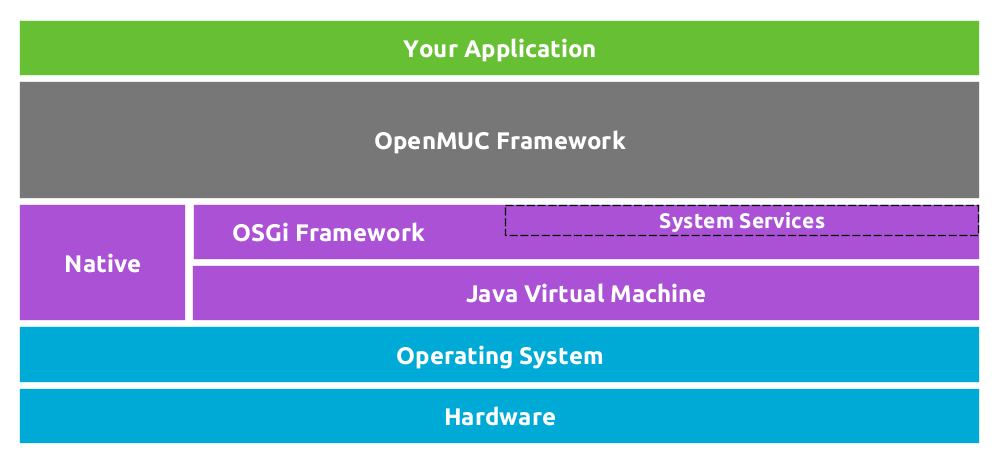 Your Application
OpenMUC Framework
System Services
OSGi Framework
Native
Java Virtual Machine
Operating System
Hardware